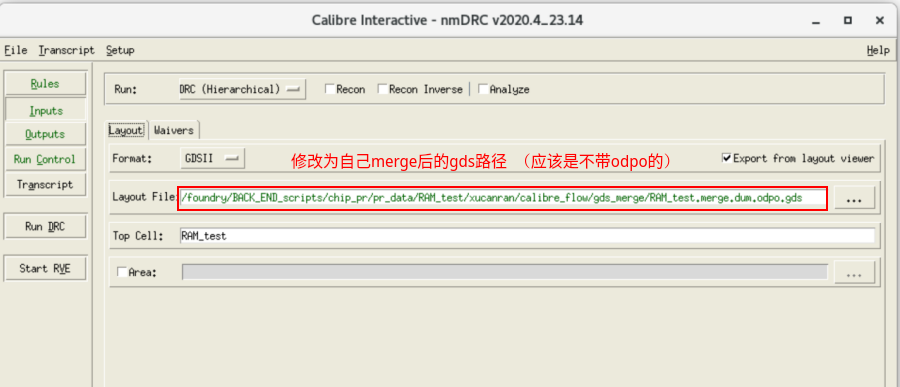 Calibre Interactive - nmDRC v2020.4_23.14
File Transcript Setup Help
Rules
Inputs
Outputs
Run Control
Transcript
Run DRC
Start RVE
Run: DRC (Hierarchical) Recon Recon Inverse Analyze
Layout Waivers
Format: GDSII 修改为自己merge后的gds路径 （应该是不带odpo的） Export from layout viewer
Layout File: /foundry/BACK_END_scripts/chip_pr/pr_data/RAM_test/xucanran/calibre_flow/gds_merge/RAM_test.merge.dum.odpo.gds ...
Top Cell: RAM_test
Area: ...